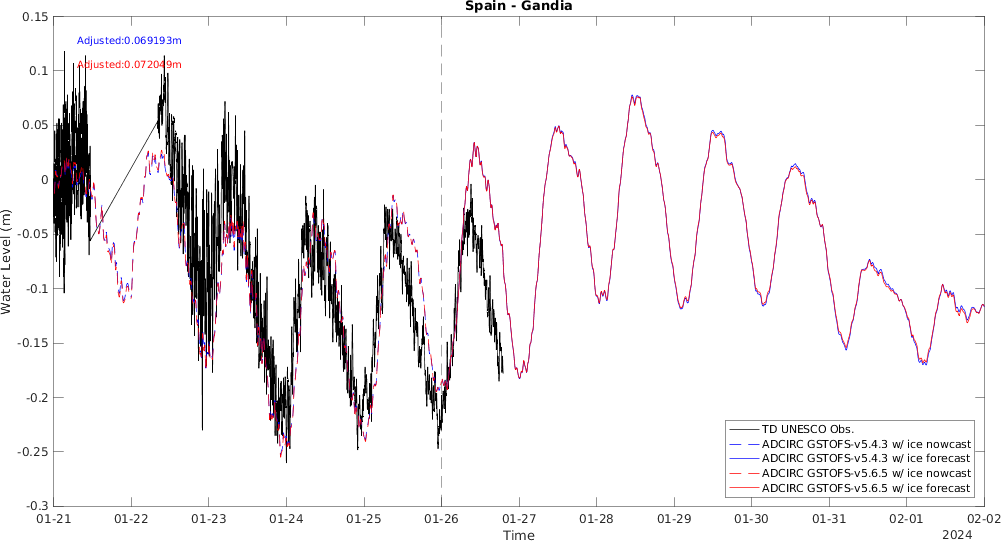 Spain - Gandia
0.15
0.1
0.05
0
-0.05
-0.1
-0.15
-0.2
-0.25
-0.3
Water Level (m)
Adjusted:0.069193m
Adjusted:0.072049m
TD UNESCO Obs.
ADCIRC GSTOFS-v5.4.3 w/ ice nowcast
ADCIRC GSTOFS-v5.4.3 w/ ice forecast
ADCIRC GSTOFS-v5.6.5 w/ ice nowcast
ADCIRC GSTOFS-v5.6.5 w/ ice forecast
01-21 01-22 01-23 01-24 01-25 01-26 01-27 01-28 01-29 01-30 01-31 02-01 02-02
Time
2024